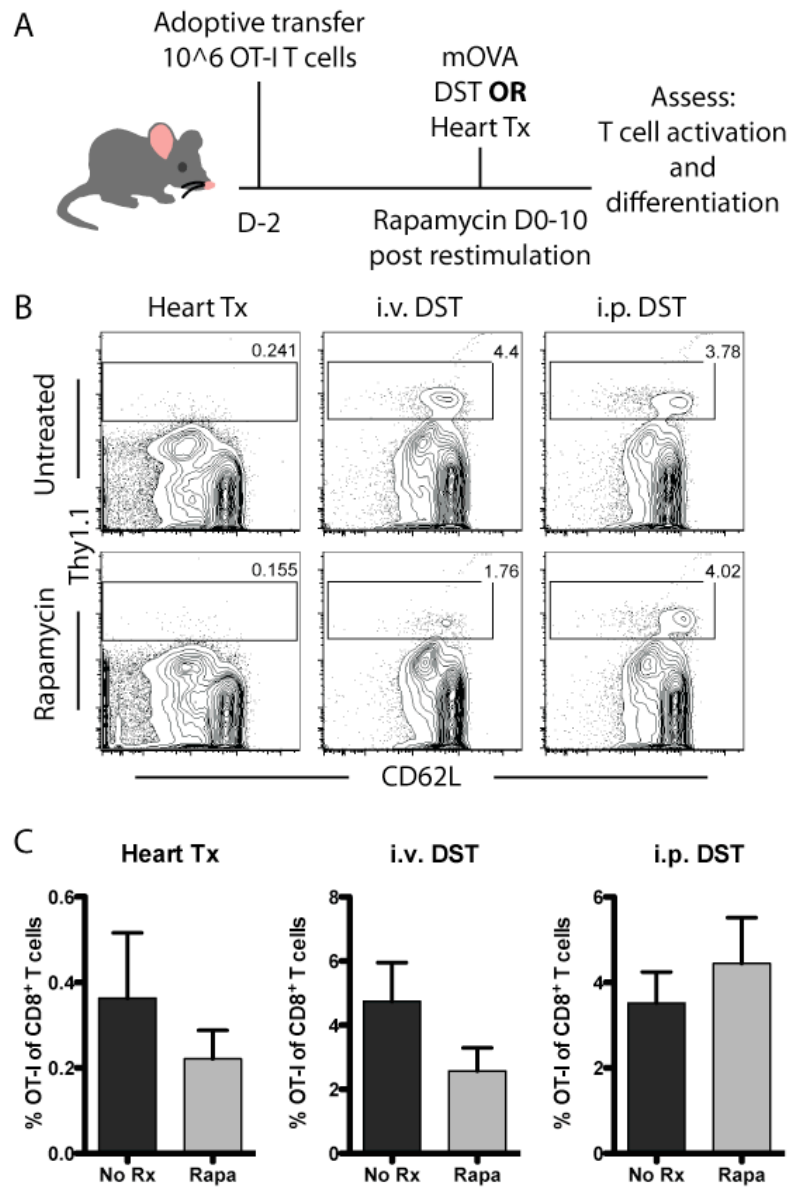 A
Adoptive transfer
10^6 OT-I T cells
mOVA
DST OR
Heart Tx
Assess:
T cell activation
and
differentiation
D-2
Rapamycin D0-10
post restimulation
B
Heart Tx
i.v. DST
i.p. DST
Untreated
0.241
4.4
3.78
Thy1.1
Rapamycin
0.155
1.76
4.02
CD62L
C
Heart Tx
% OT-I of CD8+ T cells
0.6
0.4
0.2
0.0
No Rx Rapa
i.v. DST
% OT-I of CD8+ T cells
8
6
4
2
0
No Rx Rapa
i.p. DST
% OT-I of CD8+ T cells
6
4
2
0
No Rx Rapa